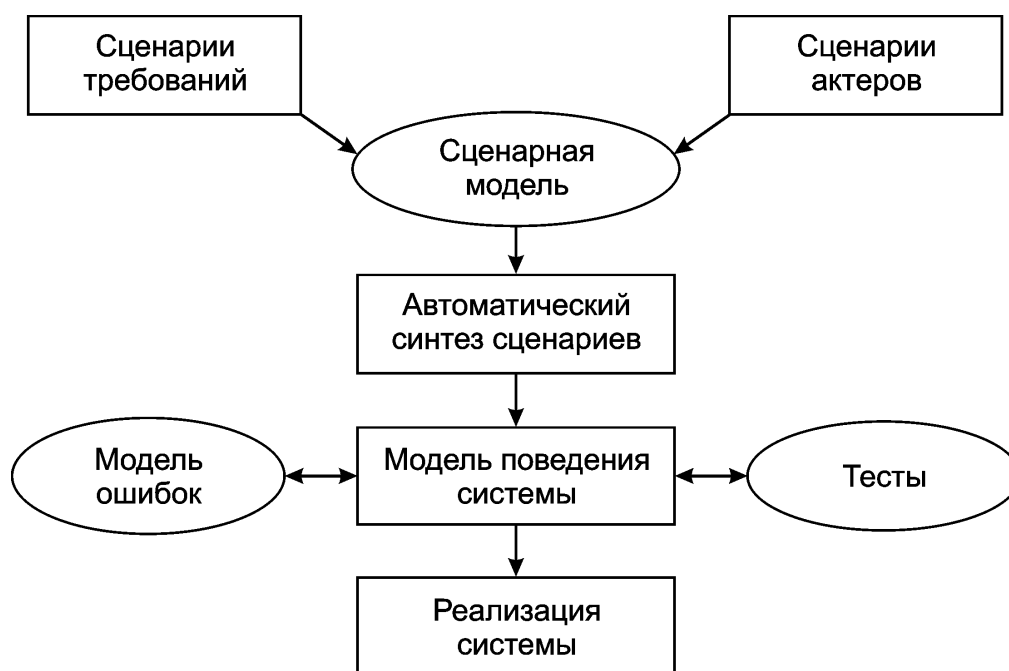 Сценарии
требований
Сценарии
актеров
Сценарная
модель
Автоматический
синтез сценариев
Модель
ошибок
Модель поведения
системы
Тесты
Реализация
системы